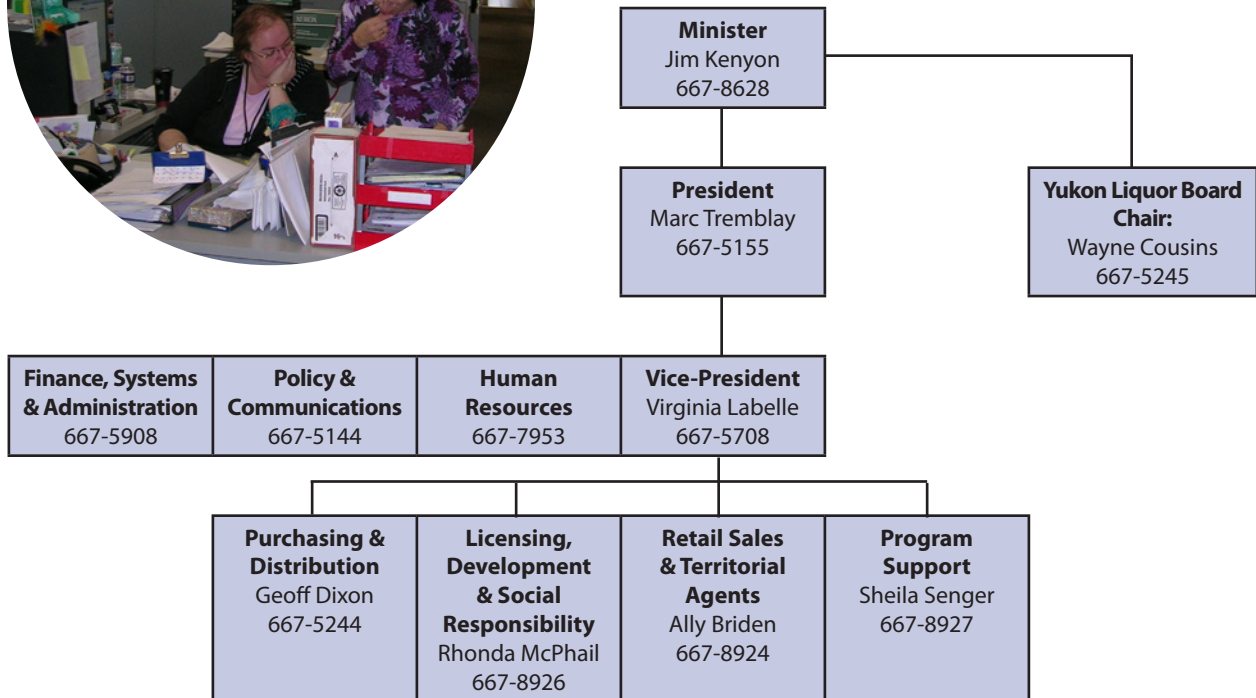 XEROX
Minister
Jim Kenyon
667-8628
President
Marc Tremblay
667-5155
Yukon Liquor Board
Chair:
Wayne Cousins
667-5245
Finance, Systems
& Administration
667-5908
Policy &
Communications
667-5144
Human
Resources
667-7953
Vice-President
Virginia Labelle
667-5708
Purchasing &
Distribution
Geoff Dixon
667-5244
Licensing,
Development
& Social
Responsibility
Rhonda McPhail
667-8926
Retail Sales
& Territorial
Agents
Ally Briden
667-8924
Program
Support
Sheila Senger
667-8927